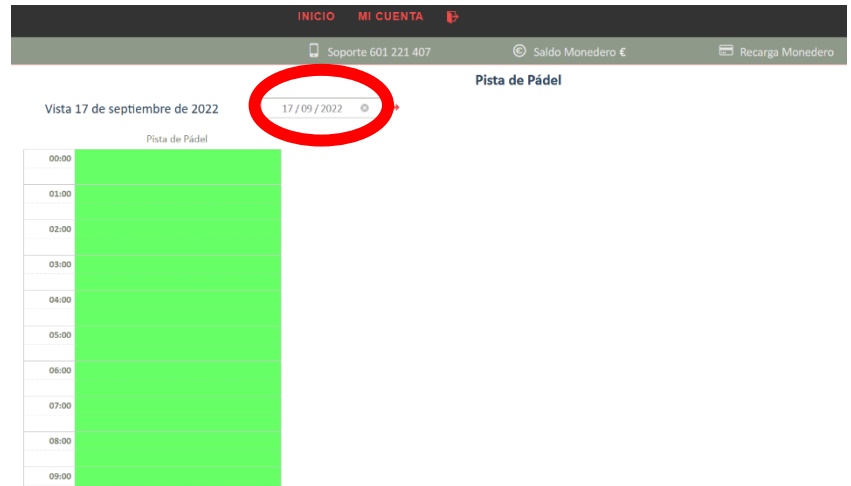 INICIO MI CUENTA
Soporte 601 221 407 Saldo Monedero € Recarga Monedero
Pista de Pádel
Vista 17 de septiembre de 2022 17/09/2022
Pista de Pádel
00:00
01:00
02:00
03:00
04:00
05:00
06:00
07:00
08:00
09:00